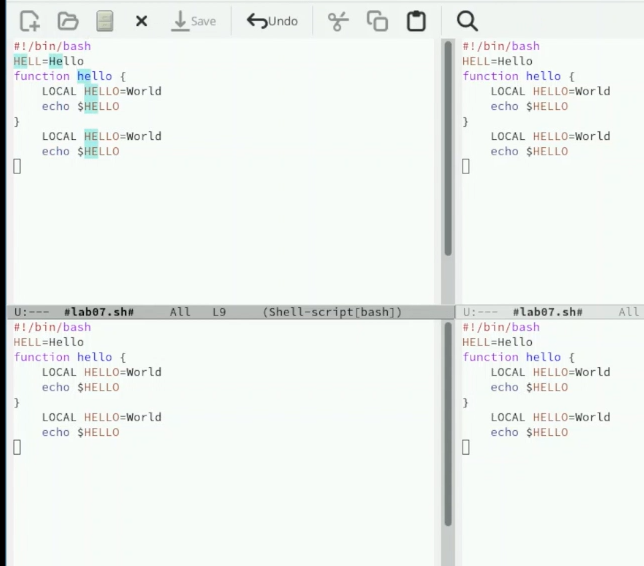 Save Undo
#!/bin/bash
HELL=Hello
function hello {
    LOCAL HELLO=World
    echo $HELLO
}
    LOCAL HELLO=World
    echo $HELLO
#!/bin/bash
HELL=Hello
function hello {
    LOCAL HELLO=World
    echo $HELLO
}
    LOCAL HELLO=World
    echo $HELLO
U:--- #lab07.sh# All L9 (Shell-script[bash])
U:--- #lab07.sh# All
#!/bin/bash
HELL=Hello
function hello {
    LOCAL HELLO=World
    echo $HELLO
}
    LOCAL HELLO=World
    echo $HELLO
#!/bin/bash
HELL=Hello
function hello {
    LOCAL HELLO=World
    echo $HELLO
}
    LOCAL HELLO=World
    echo $HELLO